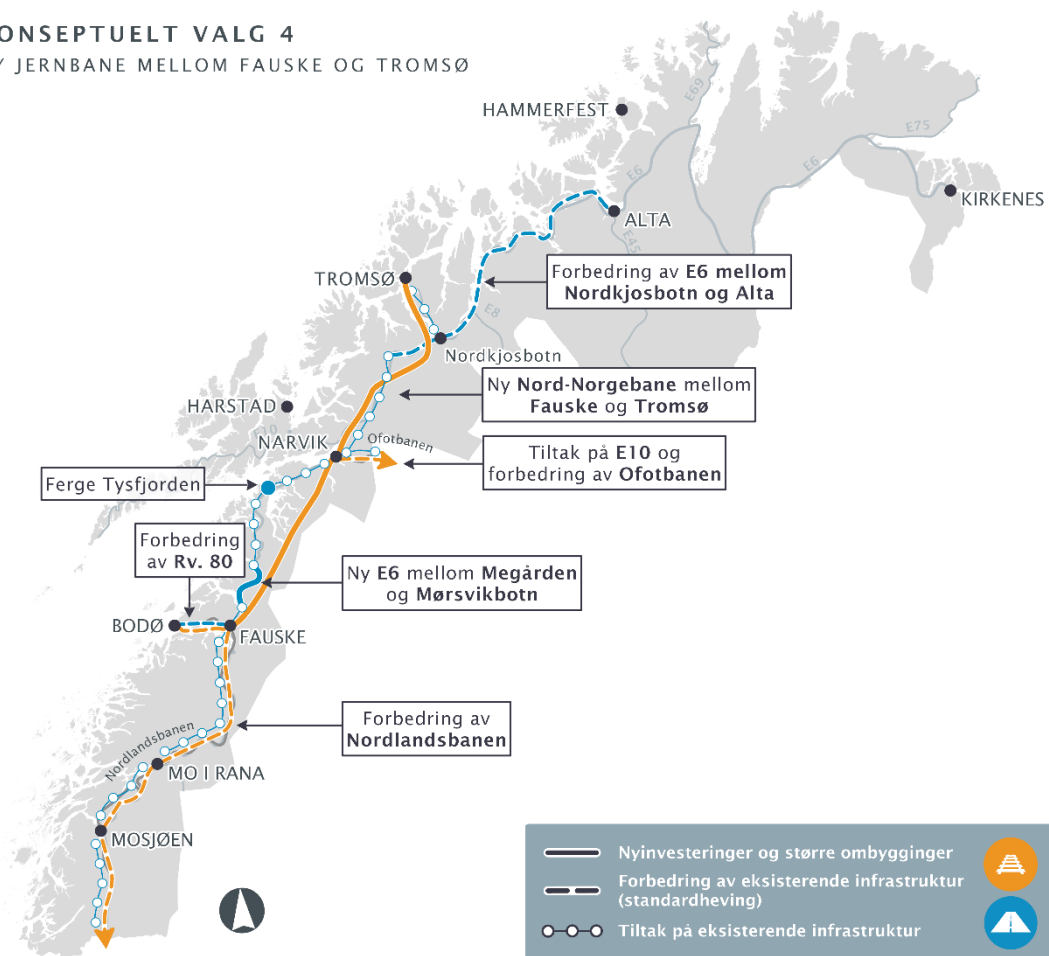 ONSEPTUELT VALG 4
JERNBANE MELLOM FAUSKE OG TROMSØ
HAMMERFEST
E69
E75
E6
E6
KIRKENES
ALTA
E45
TROMSØ
Forbedring av E6 mellom
Nordkjosbotn og Alta
E8
Nordkjosbotn
Ny Nord-Norgebane mellom
Fauske og Tromsø
HARSTAD
E10
NARVIK
Ofotbanen
Tiltak på E10 og
forbedring av Ofotbanen
Ferge Tysfjorden
Forbedring
av Rv. 80
Ny E6 mellom Megården
og Mørsvikbotn
BODØ
FAUSKE
Forbedring av
Nordlandsbanen
Nordlandsbanen
MO I RANA
MOSJØEN
Nyinvesteringer og større ombygginger
Forbedring av eksisterende infrastruktur
(standardheving)
Tiltak på eksisterende infrastruktur